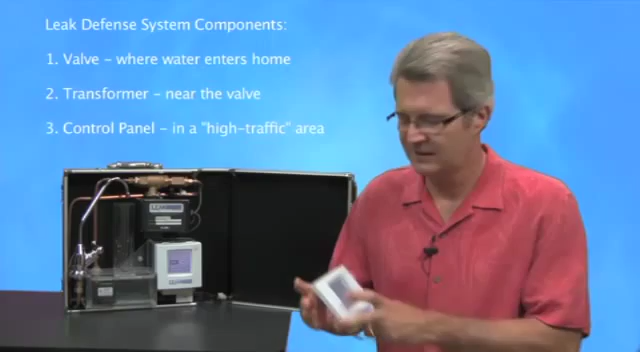 Leak Defense System Components:
1. Valve - where water enters home
2. Transformer - near the valve
3. Control Panel - in a "high-traffic" area